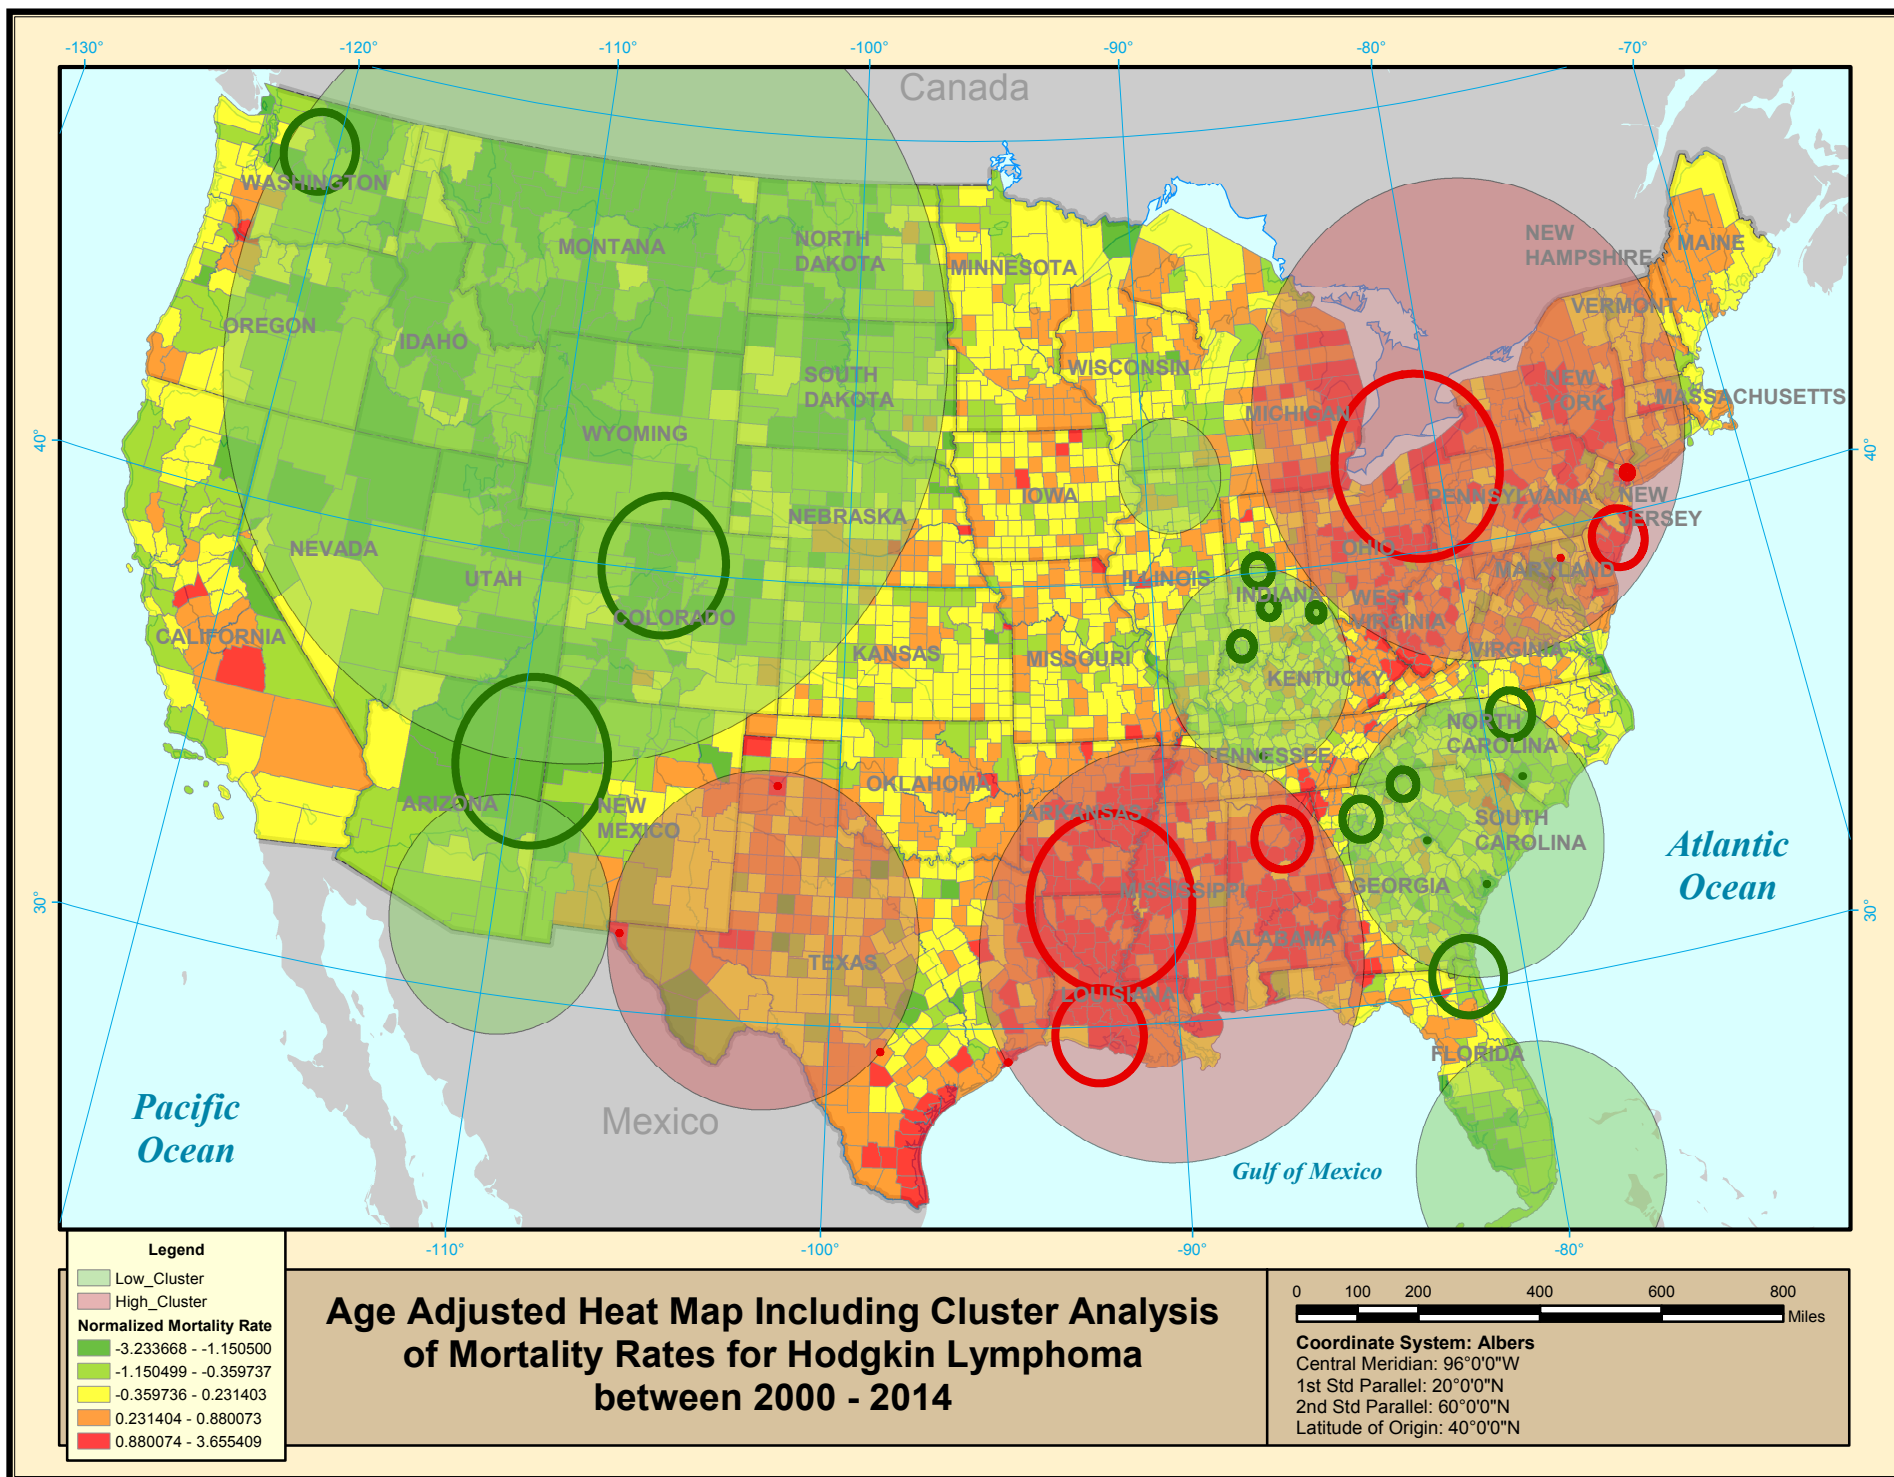 -130°
-120°
-110°
-100°
-90°
-80°
-70°
Canada
WASHINGTON
MONTANA
NORTH
DAKOTA
MINNESOTA
NEW
HAMPSHIRE
MAINE
VERMONT
OREGON
IDAHO
SOUTH
DAKOTA
WISCONSIN
MICHIGAN
NEW
YORK
MASSACHUSETTS
40°
40°
WYOMING
IOWA
NEBRASKA
PENNSYLVANIA
NEW
JERSEY
NEVADA
UTAH
COLORADO
ILLINOIS
INDIANA
OHIO
MARYLAND
WEST
VIRGINIA
CALIFORNIA
KANSAS
MISSOURI
KENTUCKY
VIRGINIA
NORTH
CAROLINA
TENNESSEE
ARIZONA
NEW
MEXICO
OKLAHOMA
ARKANSAS
SOUTH
CAROLINA
Atlantic
Ocean
30°
30°
MISSISSIPPI
GEORGIA
TEXAS
ALABAMA
LOUISIANA
FLORIDA
Pacific
Ocean
Mexico
Gulf of Mexico
-110°
-100°
-90°
-80°
Legend
Low_Cluster
High_Cluster
Normalized Mortality Rate
-3.233668 - -1.150500
-1.150499 - -0.359737
-0.359736 - 0.231403
0.231404 - 0.880073
0.880074 - 3.655409
Age Adjusted Heat Map Including Cluster Analysis
of Mortality Rates for Hodgkin Lymphoma
between 2000 - 2014
0 100 200 400 600 800
Miles
Coordinate System: Albers
Central Meridian: 96°0'0"W
1st Std Parallel: 20°0'0"N
2nd Std Parallel: 60°0'0"N
Latitude of Origin: 40°0'0"N